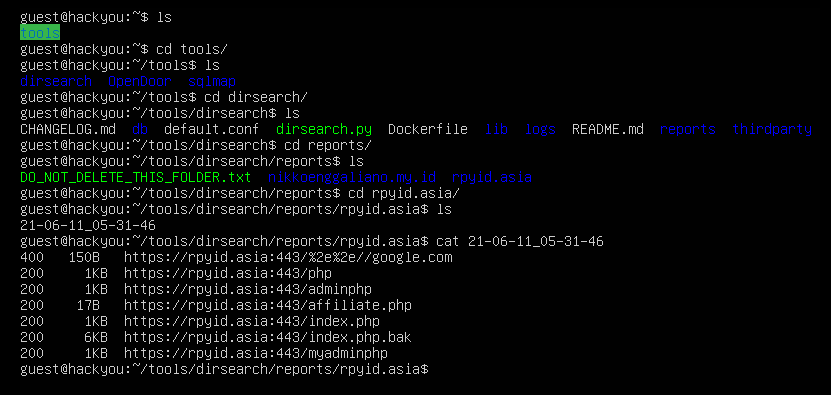 guest@hackyou:~$ ls
tools
guest@hackyou:~$ cd tools/
guest@hackyou:~/tools$ ls
dirsearch  OpenDoor  sqlmap
guest@hackyou:~/tools$ cd dirsearch/
guest@hackyou:~/tools/dirsearch$ ls
CHANGELOG.md  db  default.conf  dirsearch.py  Dockerfile  lib  logs  README.md  reports  thirdparty
guest@hackyou:~/tools/dirsearch$ cd reports/
guest@hackyou:~/tools/dirsearch/reports$ ls
DO_NOT_DELETE_THIS_FOLDER.txt  nikkoenggaliano.my.id  rpyid.asia
guest@hackyou:~/tools/dirsearch/reports$ cd rpyid.asia/
guest@hackyou:~/tools/dirsearch/reports/rpyid.asia$ ls
21-06-11_05-31-46
guest@hackyou:~/tools/dirsearch/reports/rpyid.asia$ cat 21-06-11_05-31-46
400   150B   https://rpyid.asia:443/%2e%2e//google.com
200     1KB  https://rpyid.asia:443/php
200     1KB  https://rpyid.asia:443/adminphp
200    17B   https://rpyid.asia:443/affiliate.php
200     1KB  https://rpyid.asia:443/index.php
200     6KB  https://rpyid.asia:443/index.php.bak
200     1KB  https://rpyid.asia:443/myadminphp
guest@hackyou:~/tools/dirsearch/reports/rpyid.asia$